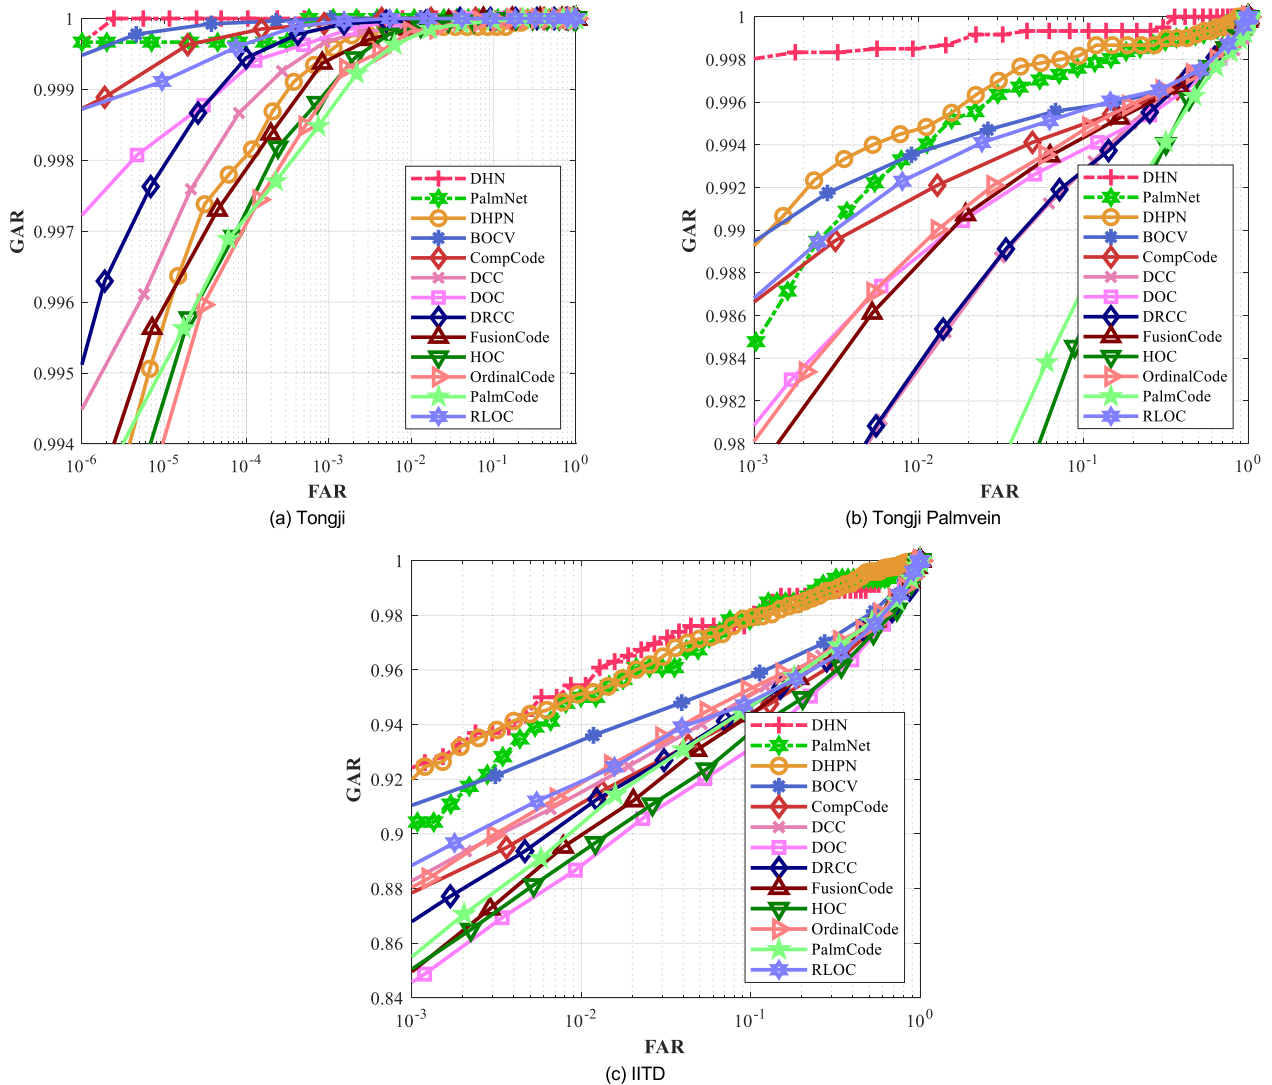 1
0.999
0.998
0.997
0.996
0.995
0.994
GAR
10-6
10-5
10-4
10-3
10-2
10-1
100
FAR
DHN
PalmNet
DHPN
BOCV
CompCode
DCC
DOC
DRCC
FusionCode
HOC
OrdinalCode
PalmCode
RLOC
(a) Tongji
1
0.998
0.996
0.994
0.992
0.99
0.988
0.986
0.984
0.982
0.98
GAR
10-3
10-2
10-1
100
FAR
DHN
PalmNet
DHPN
BOCV
CompCode
DCC
DOC
DRCC
FusionCode
HOC
OrdinalCode
PalmCode
RLOC
(b) Tongji Palmvein
1
0.98
0.96
0.94
0.92
0.9
0.88
0.86
0.84
GAR
10-3
10-2
10-1
100
FAR
DHN
PalmNet
DHPN
BOCV
CompCode
DCC
DOC
DRCC
FusionCode
HOC
OrdinalCode
PalmCode
RLOC
(c) IITD